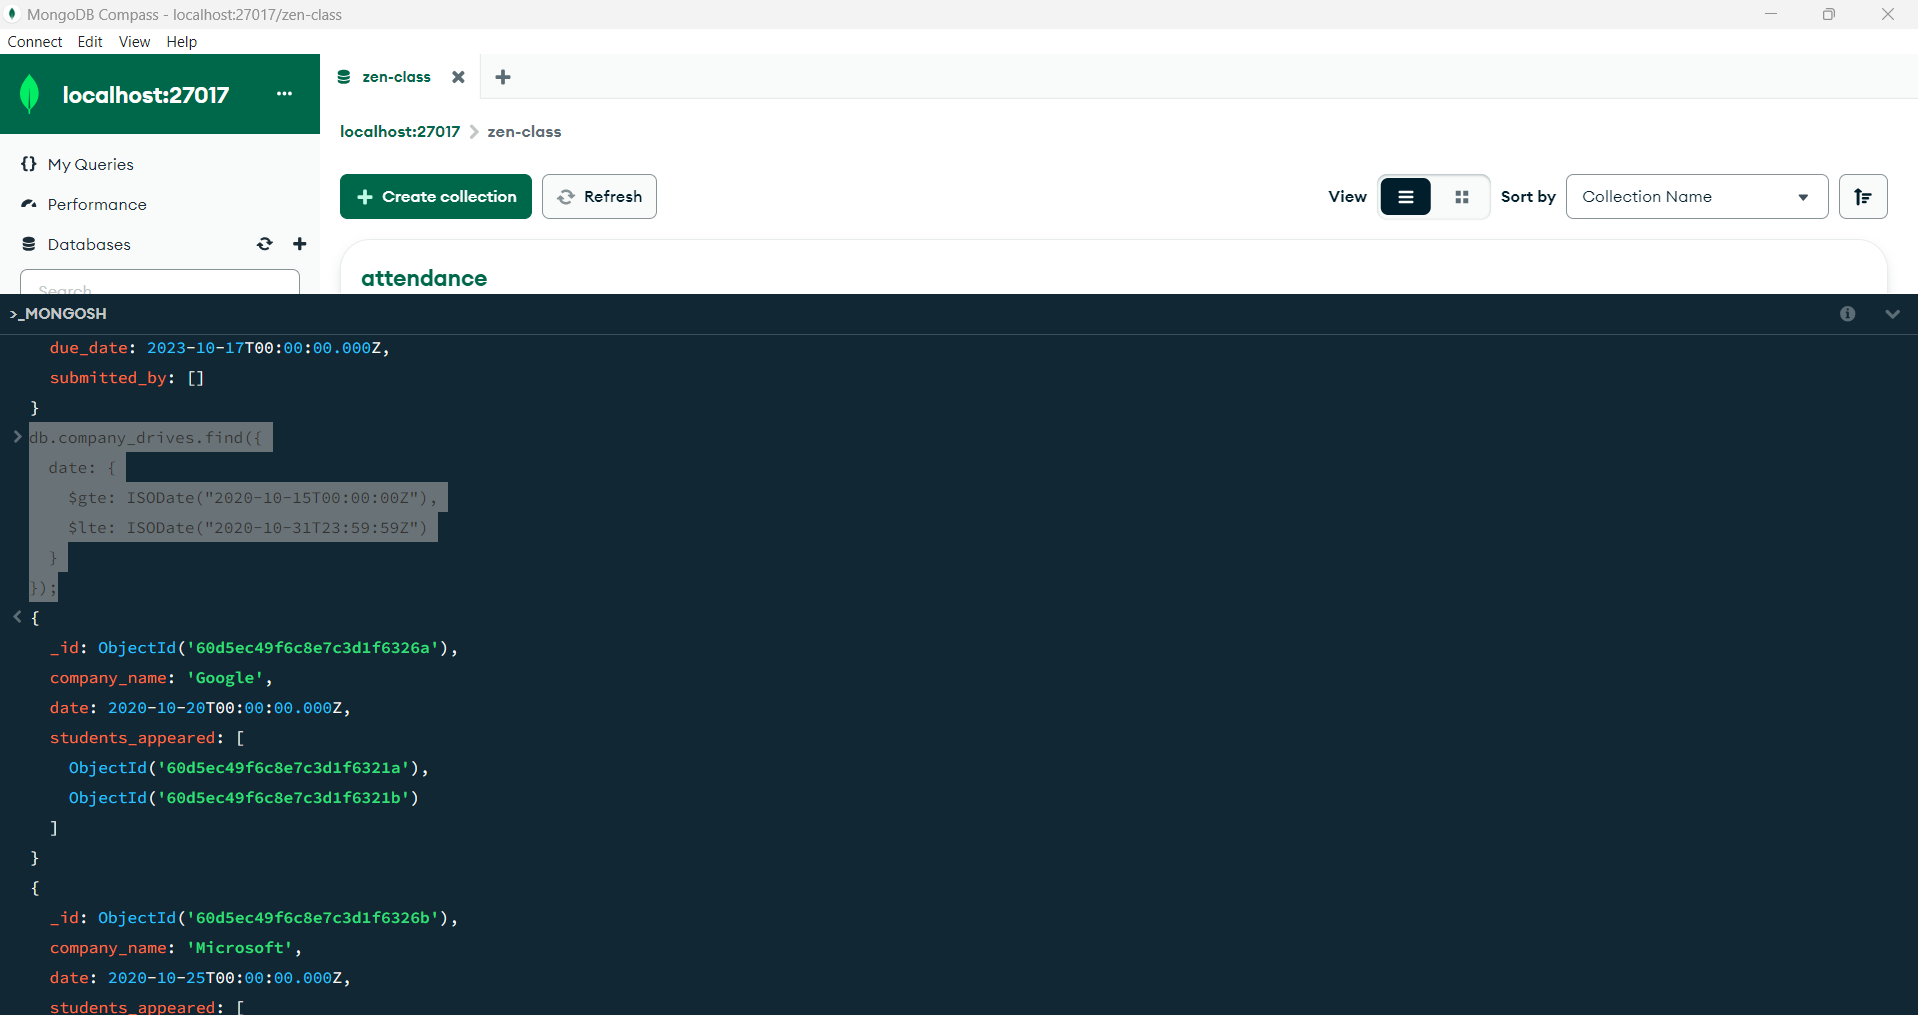 MongoDB Compass - localhost:27017/zen-class
Connect Edit View Help
localhost:27017 ...
zen-class
localhost:27017 > zen-class
{} My Queries
Performance
Databases
Search
+ Create collection
Refresh
View
Sort by
Collection Name
attendance
>_MONGOSH
due_date: 2023-10-17T00:00:00.000Z,
submitted_by: []
}
> db.company_drives.find({
date: {
$gte: ISODate("2020-10-15T00:00:00Z"),
$lte: ISODate("2020-10-31T23:59:59Z")
}
});
< {
_id: ObjectId('60d5ec49f6c8e7c3d1f6326a'),
company_name: 'Google',
date: 2020-10-20T00:00:00.000Z,
students_appeared: [
ObjectId('60d5ec49f6c8e7c3d1f6321a'),
ObjectId('60d5ec49f6c8e7c3d1f6321b')
]
}
{
_id: ObjectId('60d5ec49f6c8e7c3d1f6326b'),
company_name: 'Microsoft',
date: 2020-10-25T00:00:00.000Z,
students_appeared: [